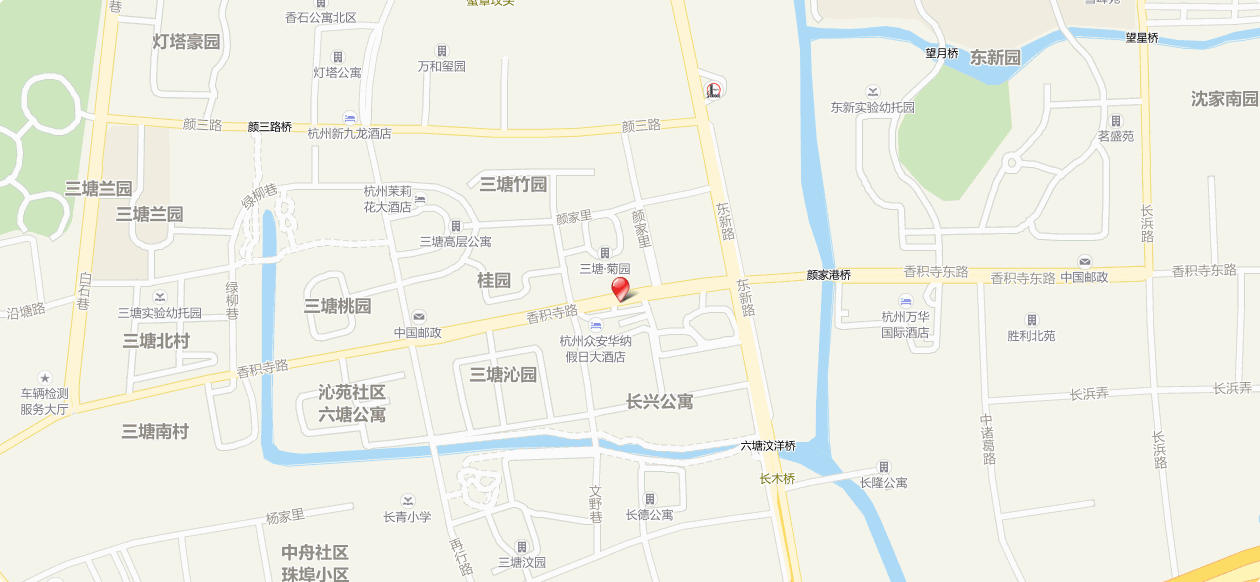 巷
香石公寓北区
灯塔豪园
灯塔公寓
万和玺园
望月桥
东新园
望星桥
沈家南园
东新实验幼托园
茗盛苑
颜三路
颜三路桥
杭州新九龙酒店
颜三路
三塘兰园
三塘兰园
绿柳巷
杭州茉莉
花大酒店
三塘竹园
颜家里
颜家里
东新路
长浜路
三塘高层公寓
三塘·菊园
桂园
颜家港桥
香积寺东路
香积寺东路
中国邮政
香积寺东路
白石巷
绿柳巷
沿塘路
三塘实验幼托园
三塘桃园
中国邮政
香积寺路
东新路
杭州万华
国际酒店
胜利北苑
三塘北村
杭州众安华纳
假日大酒店
香积寺路
车辆检测
服务大厅
沁苑社区
六塘公寓
三塘沁园
长兴公寓
长浜弄
长浜弄
三塘南村
六塘汶洋桥
中诸葛路
长浜路
长木桥
长隆公寓
杨家里
长青小学
文野巷
长德公寓
再行路
三塘汶园
中舟社区
珠埠小区